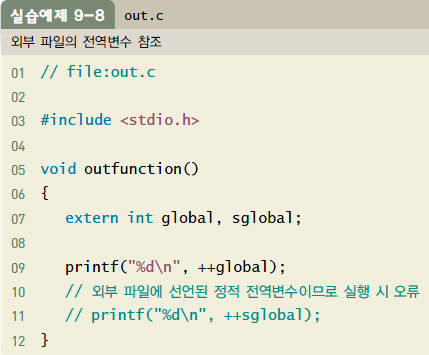 실습예제 9-8 out.c
외부 파일의 전역변수 참조
01 // file:out.c
02
03 #include <stdio.h>
04
05 void outfunction()
06 {
07 extern int global, sglobal;
08
09 printf("%d\n", ++global);
10 // 외부 파일에 선언된 정적 전역변수이므로 실행 시 오류
11 // printf("%d\n", ++sglobal);
12 }